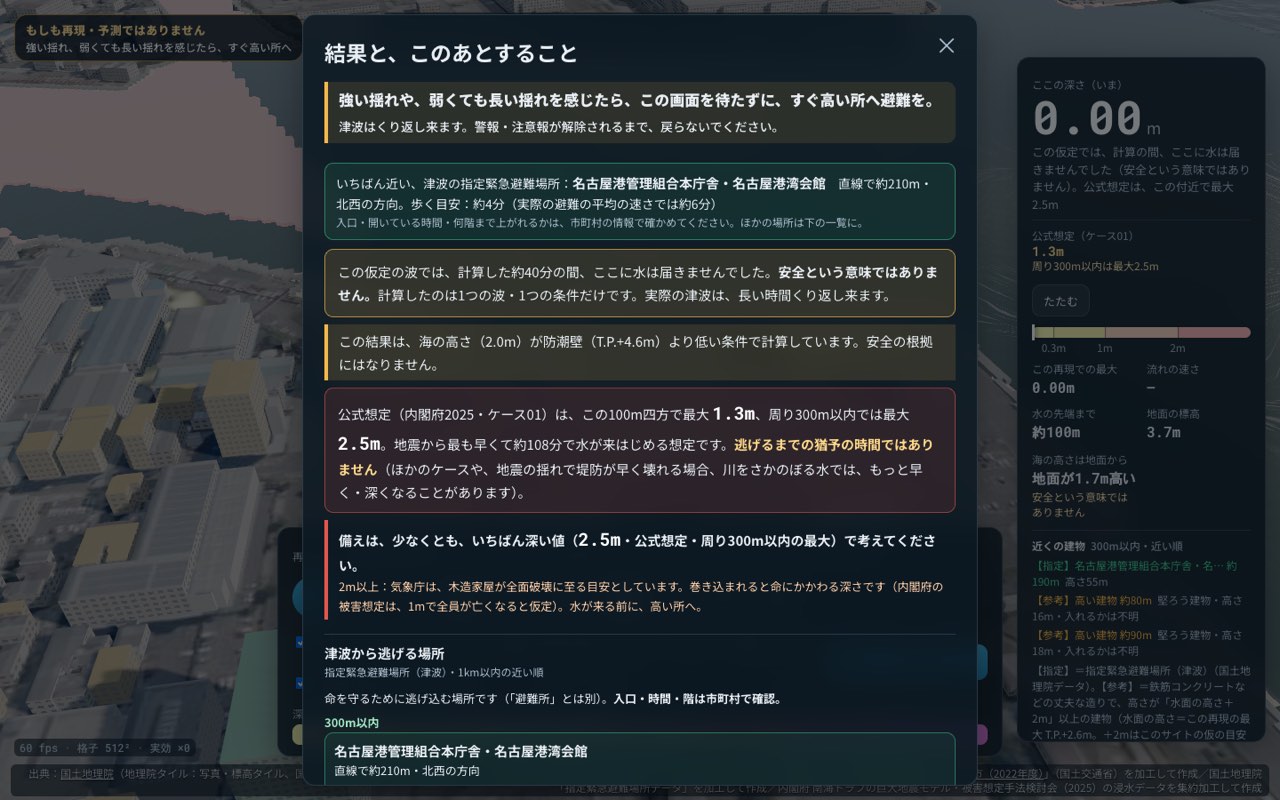 もしも再現・予測ではありません
強い揺れ、弱くても長い揺れを感じたら、すぐ高い所へ
結果と、このあとすること
強い揺れや、弱くても長い揺れを感じたら、この画面を待たずに、すぐ高い所へ避難を。
津波はくり返し来ます。警報・注意報が解除されるまで、戻らないでください。
いちばん近い、津波の指定緊急避難場所：名古屋港管理組合本庁舎・名古屋港湾会館　直線で約210m・
北西の方向。歩く目安：約4分（実際の避難の平均の速さでは約6分）
入口・開いている時間・何階まで上がれるかは、市町村の情報で確かめてください。ほかの場所は下の一覧に。
この仮定の波では、計算した約40分の間、ここに水は届きませんでした。安全という意味ではありま
せん。計算したのは1つの波・1つの条件だけです。実際の津波は、長い時間くり返し来ます。
この結果は、海の高さ（2.0m）が防潮壁（T.P.+4.6m）より低い条件で計算しています。安全の根拠
にはなりません。
公式想定（内閣府2025・ケース01）は、この100m四方で最大 1.3m、周り300m以内では最大
2.5m。地震から最も早くて約108分で水が来はじめる想定です。逃げるまでの猶予の時間ではあり
ません（ほかのケースや、地震の揺れで堤防が早く壊れる場合、川をさかのぼる水では、もっと早
く・深くなることがあります）。
備えは、少なくとも、いちばん深い値（2.5m・公式想定・周り300m以内の最大）で考えてくださ
い。
2m以上：気象庁は、木造家屋が全面破壊に至る目安としています。巻き込まれると命にかかわる深さです（内閣府の
被害想定は、1mで全員が亡くなると仮定）。水が来る前に、高い所へ。
津波から逃げる場所
指定緊急避難場所（津波）・1km以内の近い順
命を守るために逃げ込む場所です（「避難所」とは別）。入口・時間・階は市町村で確認。
300m以内
名古屋港管理組合本庁舎・名古屋港湾会館
直線で約210m・北西の方向
ここの深さ（いま）
0.00 m
この仮定では、計算の間、ここに水は届
きませんでした（安全という意味ではあり
ません）。公式想定は、この付近で最大
2.5m
公式想定（ケース01）
1.3m
周り300m以内は最大2.5m
たたむ
0.3m 1m 2m
この再現での最大 流れの速さ
0.00m –
水の先端まで 地面の標高
約100m 3.7m
海の高さは地面から
地面が1.7m高い
安全という意味では
ありません
近くの建物 300m以内・近い順
【指定】名古屋港管理組合本庁舎・名… 約
190m 高さ55m
【参考】高い建物 約80m 堅ろう建物・高さ
16m・入れるかは不明
【参考】高い建物 約90m 堅ろう建物・高さ
18m・入れるかは不明
【指定】＝指定緊急避難場所（津波）（国土地
理院データ）。【参考】＝鉄筋コンクリートな
どの丈夫な造りで、高さが「水面の高さ＋
2m」以上の建物（水面の高さ＝この再現の最
大 T.P.+2.6m。＋2mはこのサイトの仮の目安
再
深
60 fps · 格子 512² · 実効 ×0
出典：国土地理院（地理院タイル：写真・標高タイル、国
（2022年度）」（国土交通省）を加工して作成／国土地理院
「指定緊急避難場所データ」を加工して作成／内閣府 南海トラフの巨大地震モデル・被害想定手法検討会（2025）の浸水データを集約加工して作成